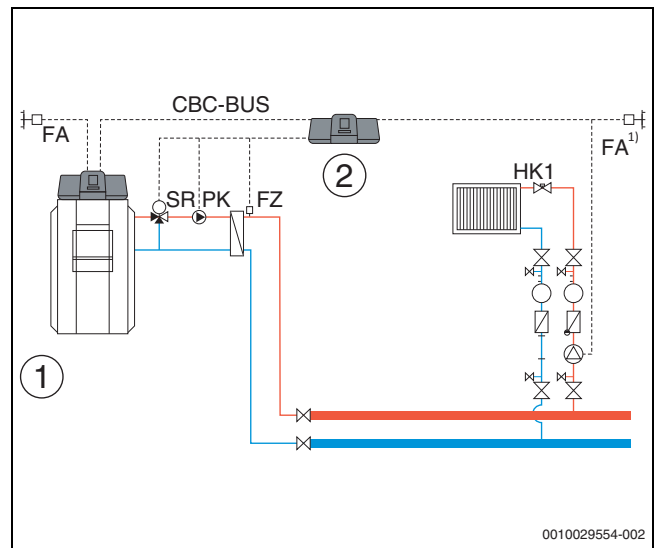 CBC-BUS
FA
FA1)
2
HK1
SR PK FZ
1
0010029554-002